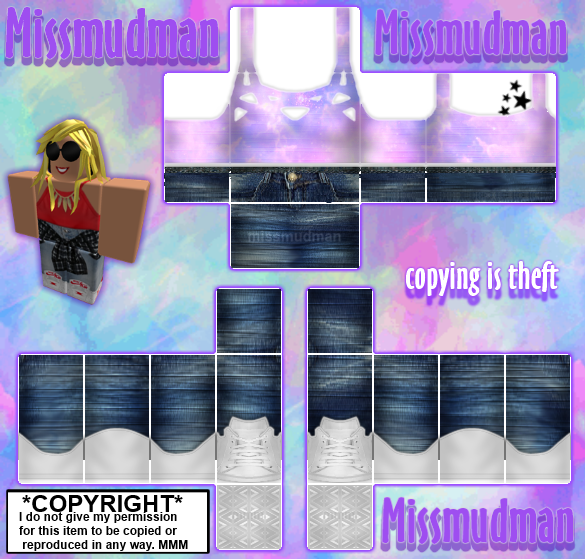 Missmudman
Missmudman
missmudman
copying is theft
*COPYRIGHT*
I do not give my permission
for this item to be copied or
reproduced in any way. MMM
Missmudman